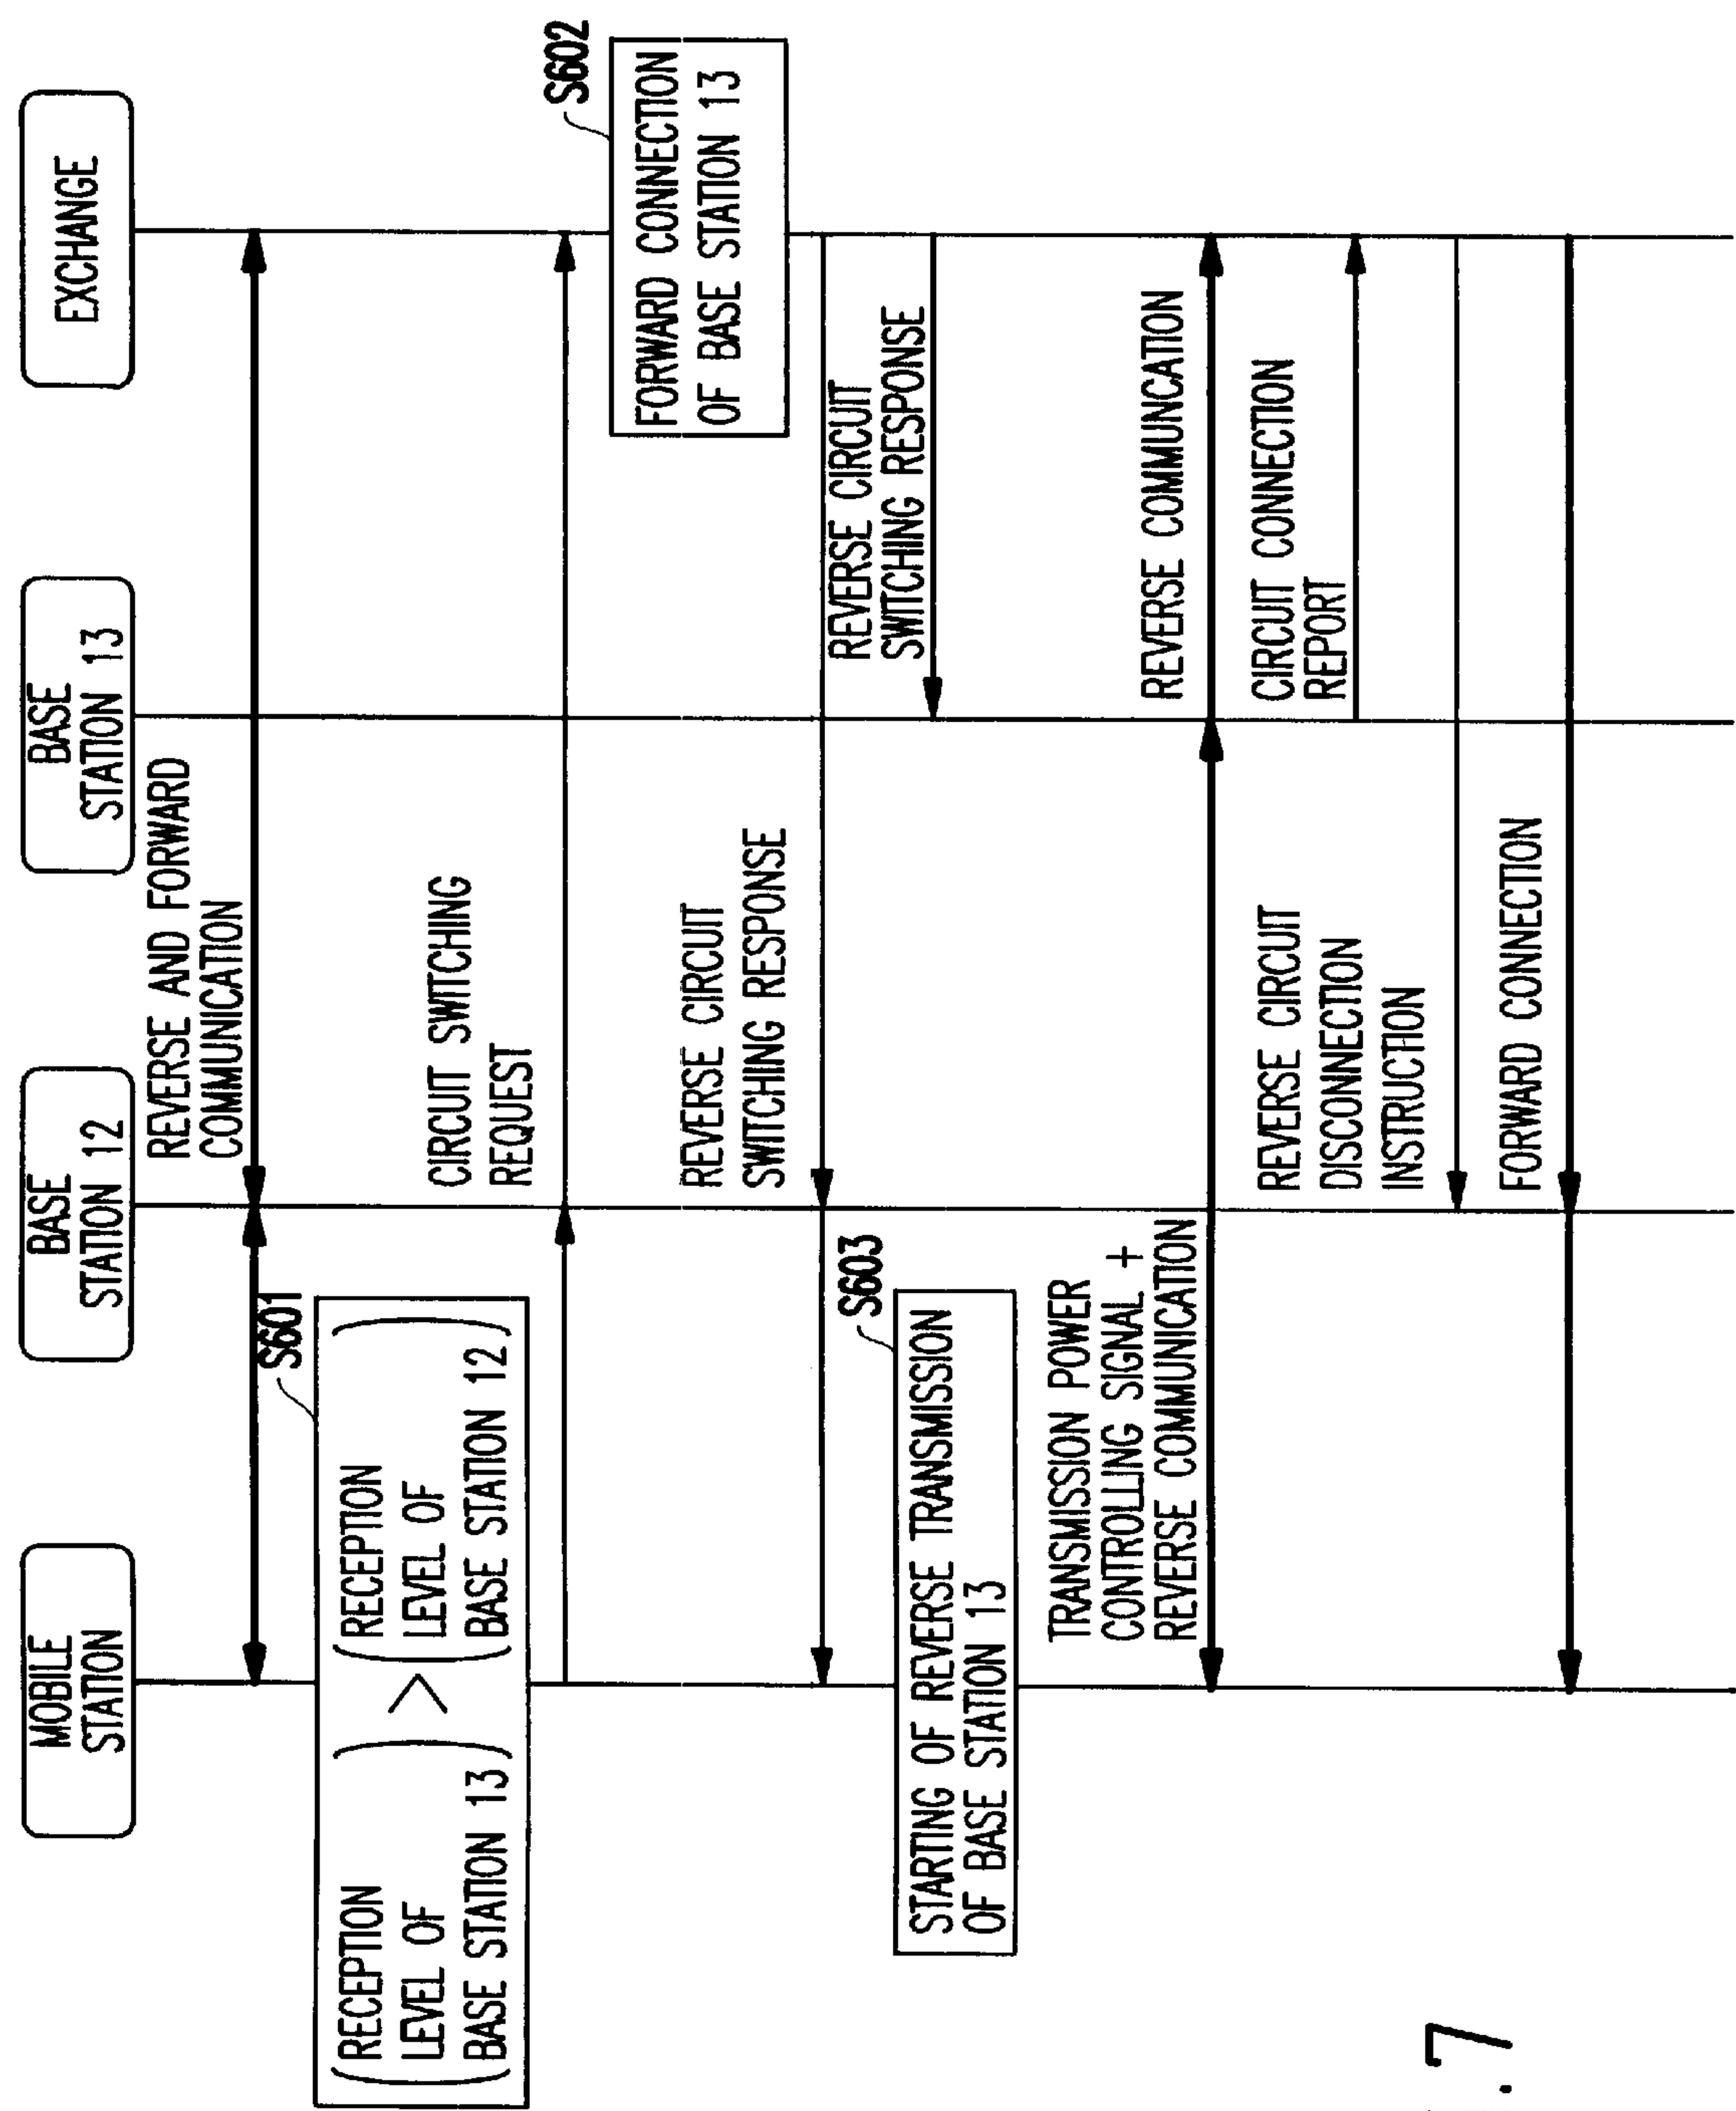 MOBILE
STATION
BASE
STATION 12
BASE
STATION 13
EXCHANGE
REVERSE AND FORWARD
COMMUNICATION
S601
(RECEPTION
LEVEL OF
BASE STATION 13)
>
(RECEPTION
LEVEL OF
BASE STATION 12)
CIRCUIT SWITCHING
REQUEST
S602
FORWARD CONNECTION
OF BASE STATION 13
REVERSE CIRCUIT
SWITCHING RESPONSE
REVERSE CIRCUIT
SWITCHING RESPONSE
S603
STARTING OF REVERSE TRANSMISSION
OF BASE STATION 13
TRANSMISSION POWER
CONTROLLING SIGNAL +
REVERSE COMMUNICATION
REVERSE COMMUNCATION
CIRCUIT CONNECTION
REPORT
REVERSE CIRCUIT
DISCONNECTION
INSTRUCTION
FORWARD CONNECTION
.7